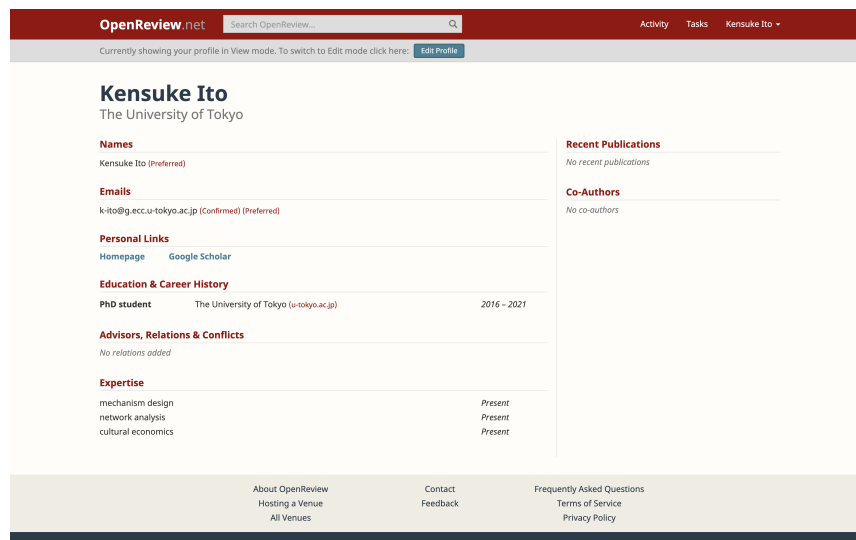 OpenReview.net
Search OpenReview...
Activity
Tasks
Kensuke Ito
Currently showing your profile in View mode. To switch to Edit mode click here:
Edit Profile
Kensuke Ito
The University of Tokyo
Names
Kensuke Ito (Preferred)
Emails
k-ito@g.ecc.u-tokyo.ac.jp (Confirmed) (Preferred)
Personal Links
Homepage
Google Scholar
Education & Career History
PhD student The University of Tokyo (u-tokyo.ac.jp) 2016 – 2021
Advisors, Relations & Conflicts
No relations added
Expertise
mechanism design Present
network analysis Present
cultural economics Present
Recent Publications
No recent publications
Co-Authors
No co-authors
About OpenReview
Hosting a Venue
All Venues
Contact
Feedback
Frequently Asked Questions
Terms of Service
Privacy Policy